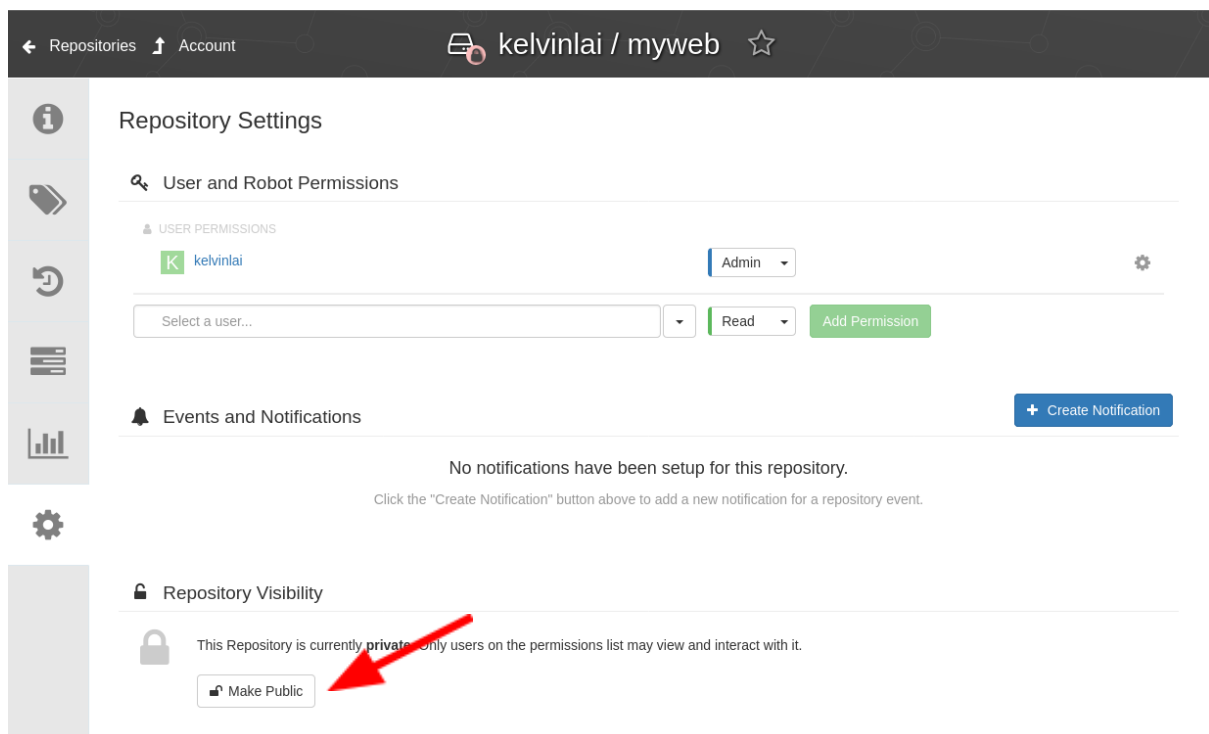 Repositories Account kelvinlai / myweb
Repository Settings
User and Robot Permissions
USER PERMISSIONS
K kelvinlai Admin
Select a user... Read Add Permission
Events and Notifications + Create Notification
No notifications have been setup for this repository.
Click the "Create Notification" button above to add a new notification for a repository event.
Repository Visibility
This Repository is currently private. Only users on the permissions list may view and interact with it.
Make Public